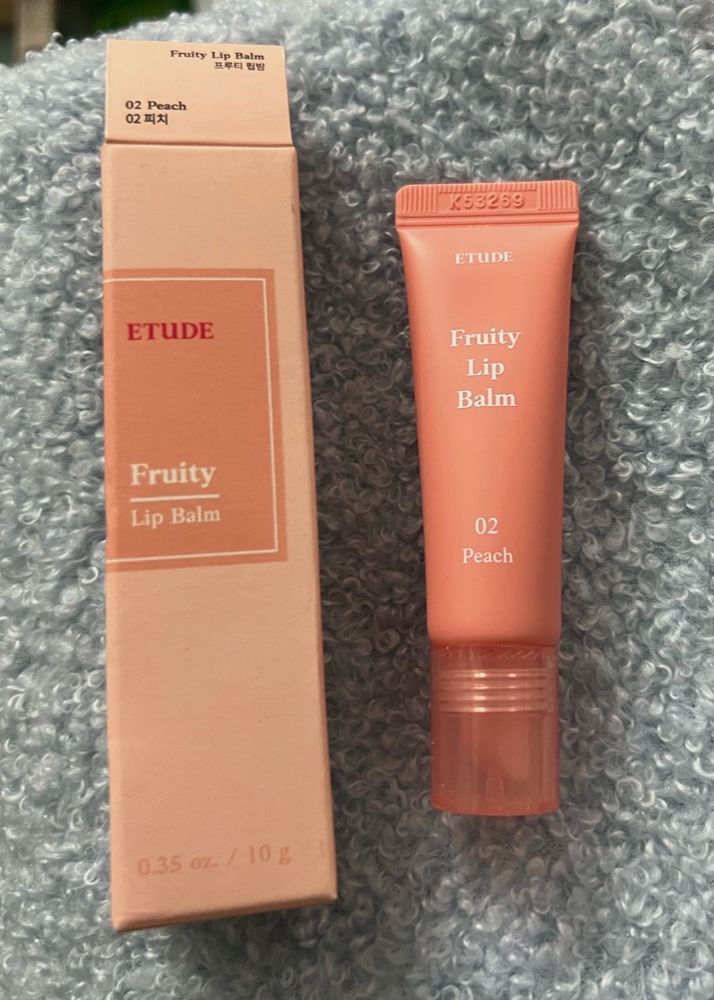 Fruity Lip Balm
프루티 립밤
02 Peach
02 피치
ETUDE
Fruity
Lip Balm
0.35 oz. / 10 g
K53269
ETUDE
Fruity
Lip
Balm
02
Peach